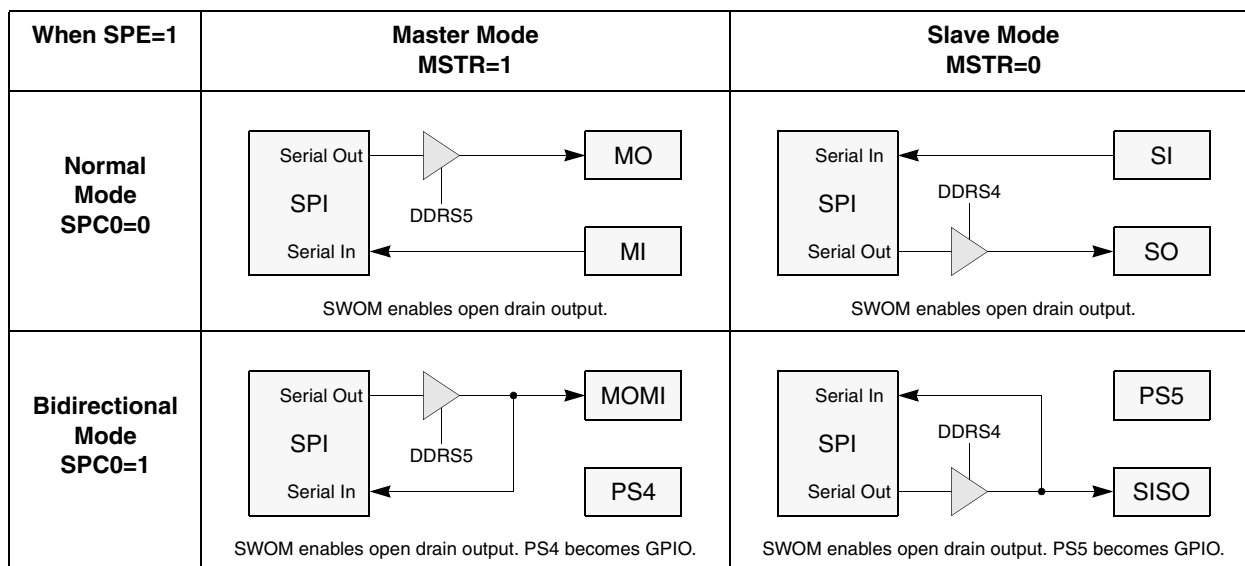 When SPE=1
Master Mode
MSTR=1
Slave Mode
MSTR=0
Normal
Mode
SPC0=0
Serial Out
SPI
Serial In
DDRS5
MO
MI
SWOM enables open drain output.
Serial In
SPI
Serial Out
DDRS4
SI
SO
SWOM enables open drain output.
Bidirectional
Mode
SPC0=1
Serial Out
SPI
Serial In
DDRS5
MOMI
PS4
SWOM enables open drain output. PS4 becomes GPIO.
Serial In
SPI
Serial Out
DDRS4
PS5
SISO
SWOM enables open drain output. PS5 becomes GPIO.